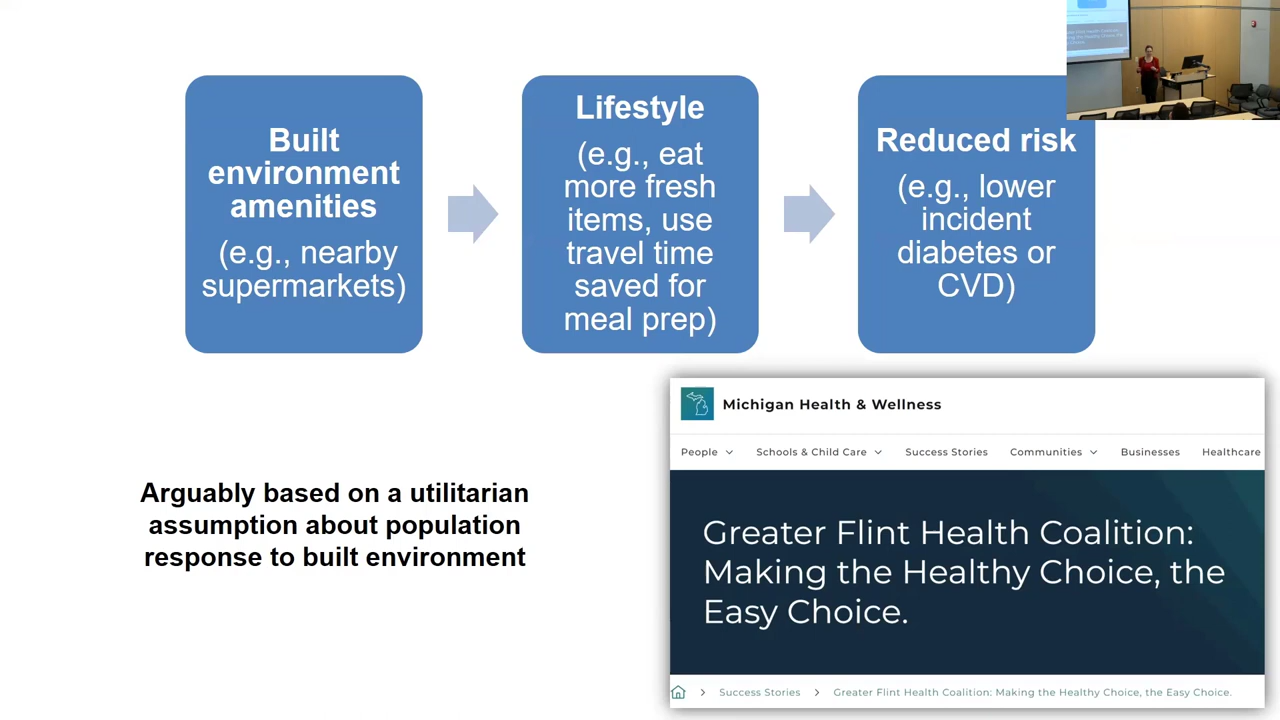 Built
environment
amenities
(e.g., nearby
supermarkets)
Lifestyle
(e.g., eat
more fresh
items, use
travel time
saved for
meal prep)
Reduced risk
(e.g., lower
incident
diabetes or
CVD)
Arguably based on a utilitarian
assumption about population
response to built environment
Michigan Health & Wellness
People Schools & Child Care Success Stories Communities Businesses Healthcare
Greater Flint Health Coalition:
Making the Healthy Choice, the
Easy Choice.
Success Stories > Greater Flint Health Coalition: Making the Healthy Choice, the Easy Choice.